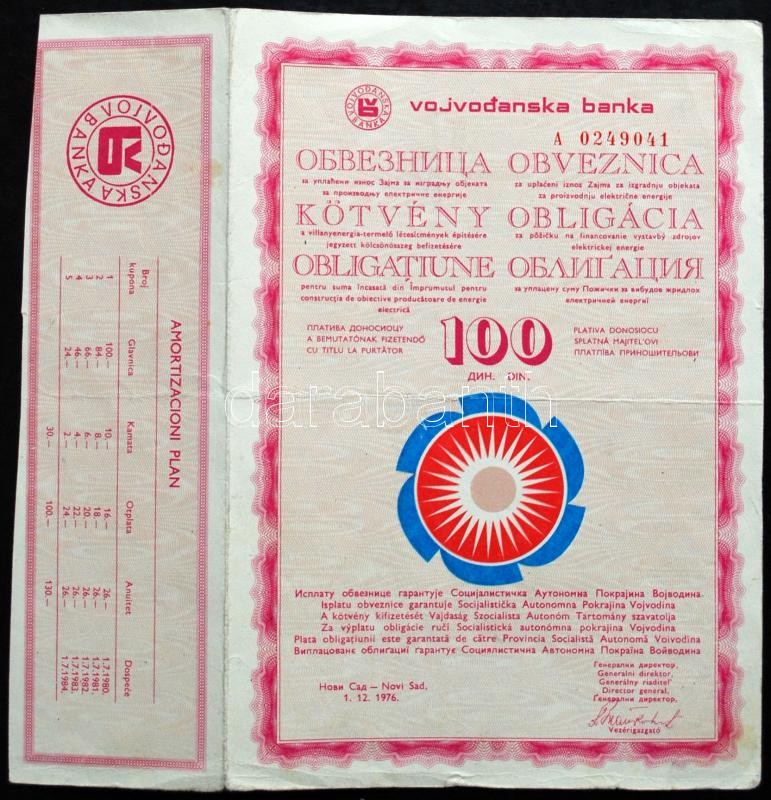 VOJVOĐANSKA BANKA
AMORTIZACIONI PLAN
Broj kupona Glavnica Kamata Otplata Anuitet Dospeće
1 100.— 10.— 16.— 26.— 1.7.1980.
2 84.— 8.— 18.— 26.— 1.7.1981.
3 66.— 6.— 20.— 26.— 1.7.1982.
4 46.— 4.— 22.— 26.— 1.7.1983.
5 24.— 2.— 24.— 26.— 1.7.1984.
30.— 100.— 130.—
VOJVOĐANSKA BANKA
vojvođanska banka
A 0249041
ОБВЕЗНИЦА
за уплаћени износ Зајма за изградњу објеката
за производњу електричне енергије
OBVEZNICA
za uplaćeni iznos Zajma za izgradnju objekata
za proizvodnju električne energije
KÖTVÉNY
a villanyenergia-termelő létesítmények építésére
jegyzett kölcsönösszeg befizetésére
OBLIGÁCIA
za pôžičku na financovanie vystavbý zdrojov
elektrickej energie
OBLIGAȚIUNE
pentru suma încasată din Împrumutul pentru
construcția de obiective producătoare de energie
electrică
ОБЛИҐАЦИЯ
за уплацену суму Пожички за вибудов жридлох
електричней енерґиї
ПЛАТИВА ДОНОСИОЦУ
A BEMUTATÓNAK FIZETENDŐ
CU TITLU LA PURTĂTOR
100
ДИН. DIN.
PLATIVA DONOSIOCU
SPLATNÁ MAJITEĽOVI
ПЛАТЛЇВА ПРИНОШИТЕЛЬОВИ
darabanth
Исплату обвезнице гарантује Социјалистичка Аутономна Покрајина Војводина
Isplatu obveznice garantuje Socijalistička Autonomna Pokrajina Vojvodina
A kötvény kifizetését Vajdaság Szocialista Autonóm Tartomány szavatolja
Za výplatu obligácie ručí Socialistická autonómna pokrajina Vojvodina
Plata obligațiunii este garantată de către Provincia Socialistă Autonomă Voivodina
Виплацованє облиґациї гарантує Социялистична Автономна Покраїна Войводина
Нови Сад — Novi Sad,
1. 12. 1976.
Генерални директор,
Generalni direktor,
Generálny riaditeľ
Director general,
Ґенерални директор,
Vezérigazgató